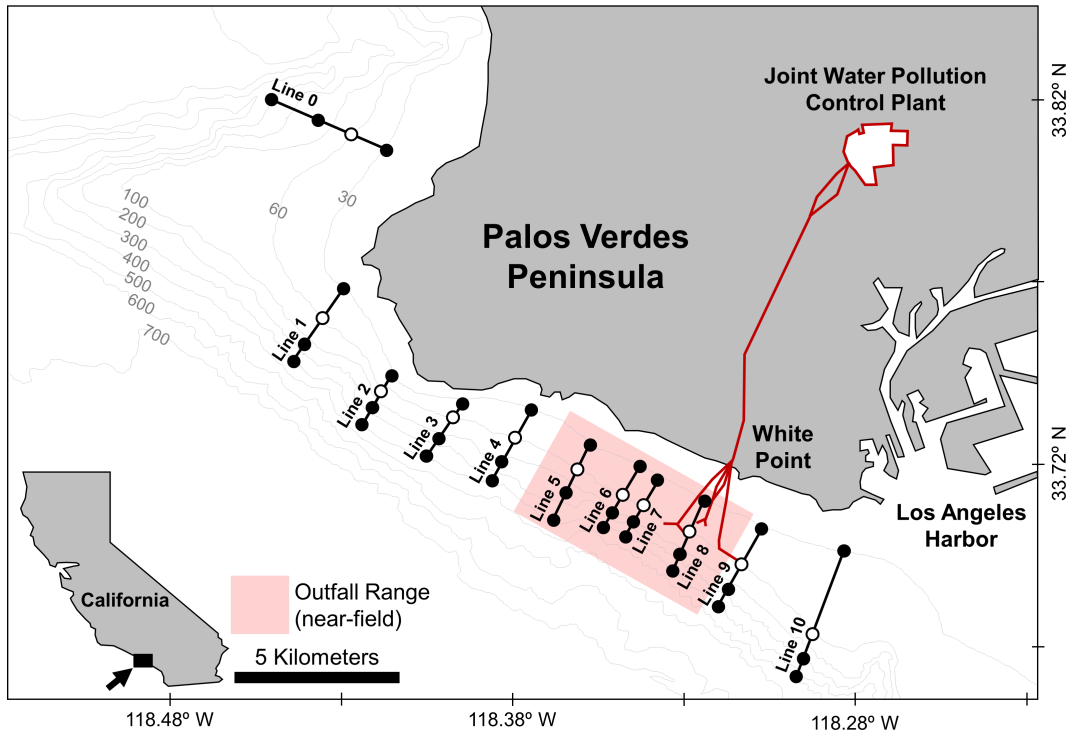 Joint Water Pollution
Control Plant
33.82° N
Line 0
100
200
300
400
500
600
700
60
30
Palos Verdes
Peninsula
Line 1
Line 2
Line 3
Line 4
Line 5
Line 6
Line 7
Line 8
Line 9
Line 10
White
Point
33.72° N
Los Angeles
Harbor
California
Outfall Range
(near-field)
5 Kilometers
118.48º W
118.38º W
118.28º W